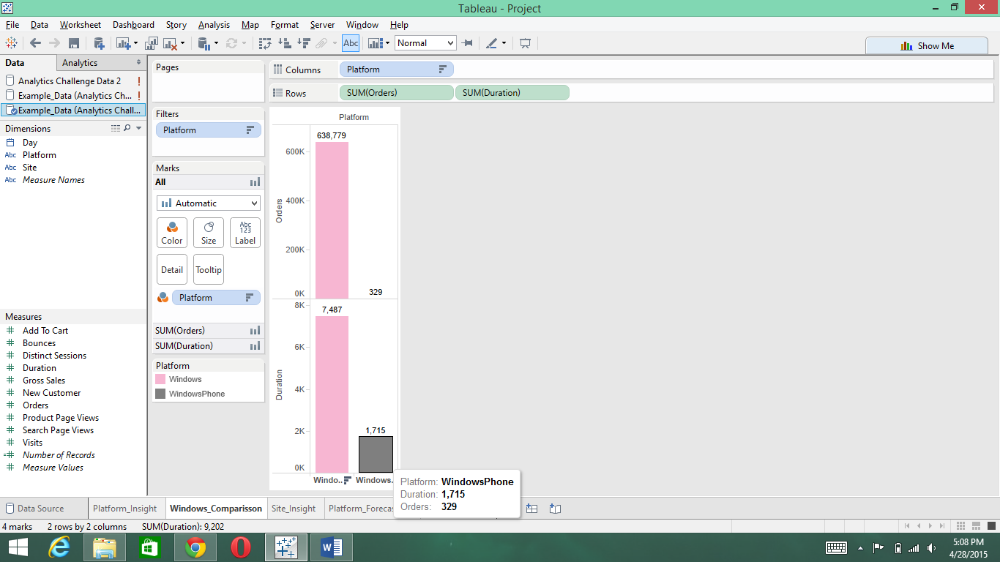 Tableau - Project
File Data Worksheet Dashboard Story Analysis Map Format Server Window Help
Abc Normal Show Me
Data Analytics
Analytics Challenge Data 2 !
Example_Data (Analytics Ch... !
Example_Data (Analytics Chall...
Dimensions
Day
Abc Platform
Abc Site
Abc Measure Names
Measures
Add To Cart
Bounces
Distinct Sessions
Duration
Gross Sales
New Customer
Orders
Product Page Views
Search Page Views
Visits
Number of Records
Measure Values
Pages
Filters
Platform
Marks
All
Automatic
Color Size Abc 123 Label
Detail Tooltip
Platform
SUM(Orders)
SUM(Duration)
Platform
Windows
WindowsPhone
Columns Platform
Rows SUM(Orders) SUM(Duration)
Platform
638,779
600K
400K
Orders
200K
329
0K
8K
7,487
6K
Duration
4K
2K
1,715
0K
Windo.. Windows.
Platform: WindowsPhone
Duration: 1,715
Orders: 329
Data Source Platform_Insight Windows_Comparisson Site_Insight Platform_Forecas
4 marks 2 rows by 2 columns SUM(Duration): 9,202
5:08 PM
4/28/2015